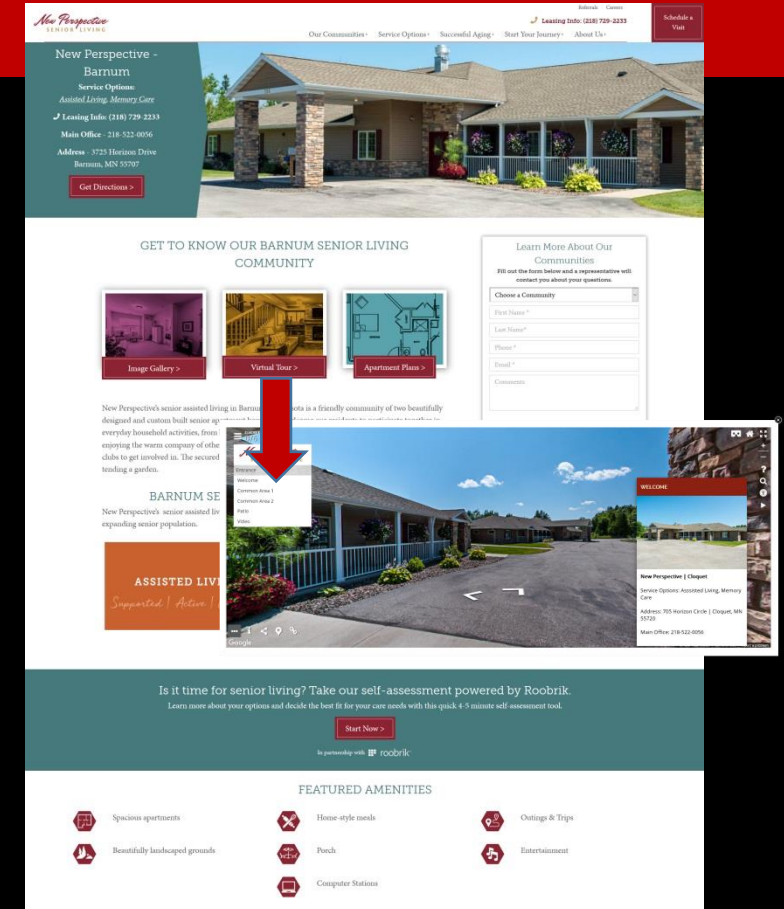 Referrals Careers
New Perspective
SENIOR LIVING
Leasing Info: (218) 729-2233
Schedule a
Visit
Our Communities Service Options Successful Aging Start Your Journey About Us
New Perspective -
Barnum
Service Options:
Assisted Living, Memory Care
Leasing Info: (218) 729-2233
Main Office - 218-522-0056
Address - 3725 Horizon Drive
Barnum, MN 55707
Get Directions >
GET TO KNOW OUR BARNUM SENIOR LIVING
COMMUNITY
Image Gallery >
Virtual Tour >
Apartment Plans >
Learn More About Our
Communities
Fill out the form below and a representative will
contact you about your questions.
Choose a Community
First Name *
Last Name*
Phone *
Email *
Comments
New Perspective's senior assisted living in is a friendly community of two beautifully
designed and custom built senior
everyday household activities, from
enjoying the warm company of othe
clubs to get involved in. The secured
tending a garden.
BARNUM SE
New Perspective's senior assisted liv
expanding senior population.
ASSISTED LIVI
Supported | Active |
Entrance
Welcome
Common Area 1
Common Area 2
Patio
Video
Google
WELCOME
New Perspective | Cloquet
Service Options: Asssisted Living, Memory
Care
Address: 705 Horizon Circle | Cloquet, MN
55720
Main Office: 218-522-0056
Is it time for senior living? Take our self-assessment powered by Roobrik.
Learn more about your options and decide the best fit for your care needs with this quick 4-5 minute self-assessment tool.
Start Now >
In partnership with roobrik
FEATURED AMENITIES
Spacious apartments
Home-style meals
Outings & Trips
Beautifully landscaped grounds
Porch
Entertainment
Computer Stations